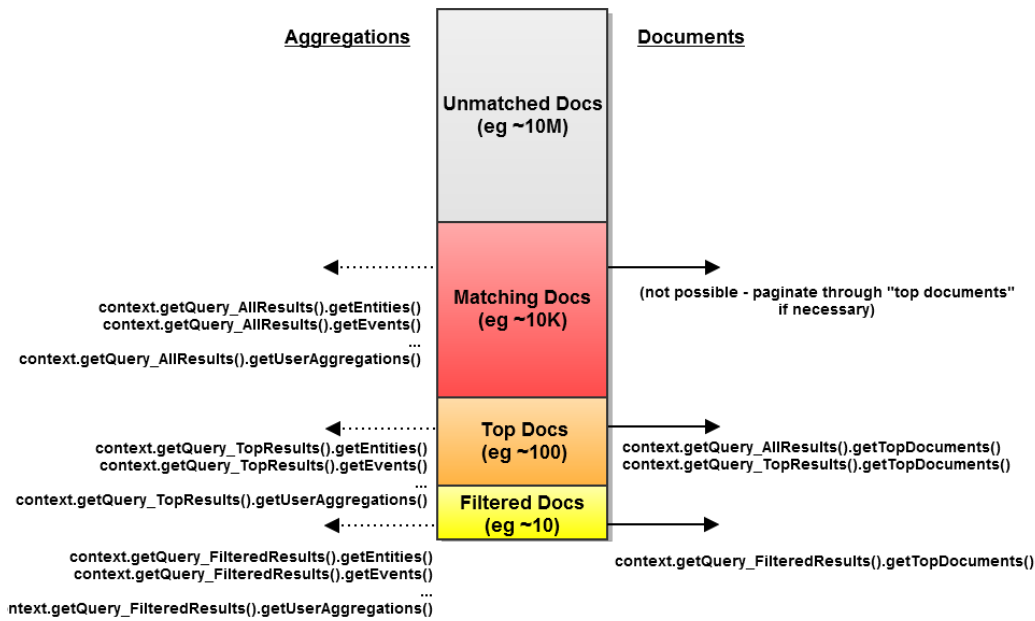 Aggregations
Documents
Unmatched Docs
(eg ~10M)
Matching Docs
(eg ~10K)
context.getQuery_AllResults().getEntities()
context.getQuery_AllResults().getEvents()
...
context.getQuery_AllResults().getUserAggregations()
(not possible - paginate through "top documents"
if necessary)
Top Docs
(eg ~100)
context.getQuery_TopResults().getEntities()
context.getQuery_TopResults().getEvents()
...
context.getQuery_TopResults().getUserAggregations()
context.getQuery_AllResults().getTopDocuments()
context.getQuery_TopResults().getTopDocuments()
Filtered Docs
(eg ~10)
context.getQuery_FilteredResults().getEntities()
context.getQuery_FilteredResults().getEvents()
...
ontext.getQuery_FilteredResults().getUserAggregations()
context.getQuery_FilteredResults().getTopDocuments()